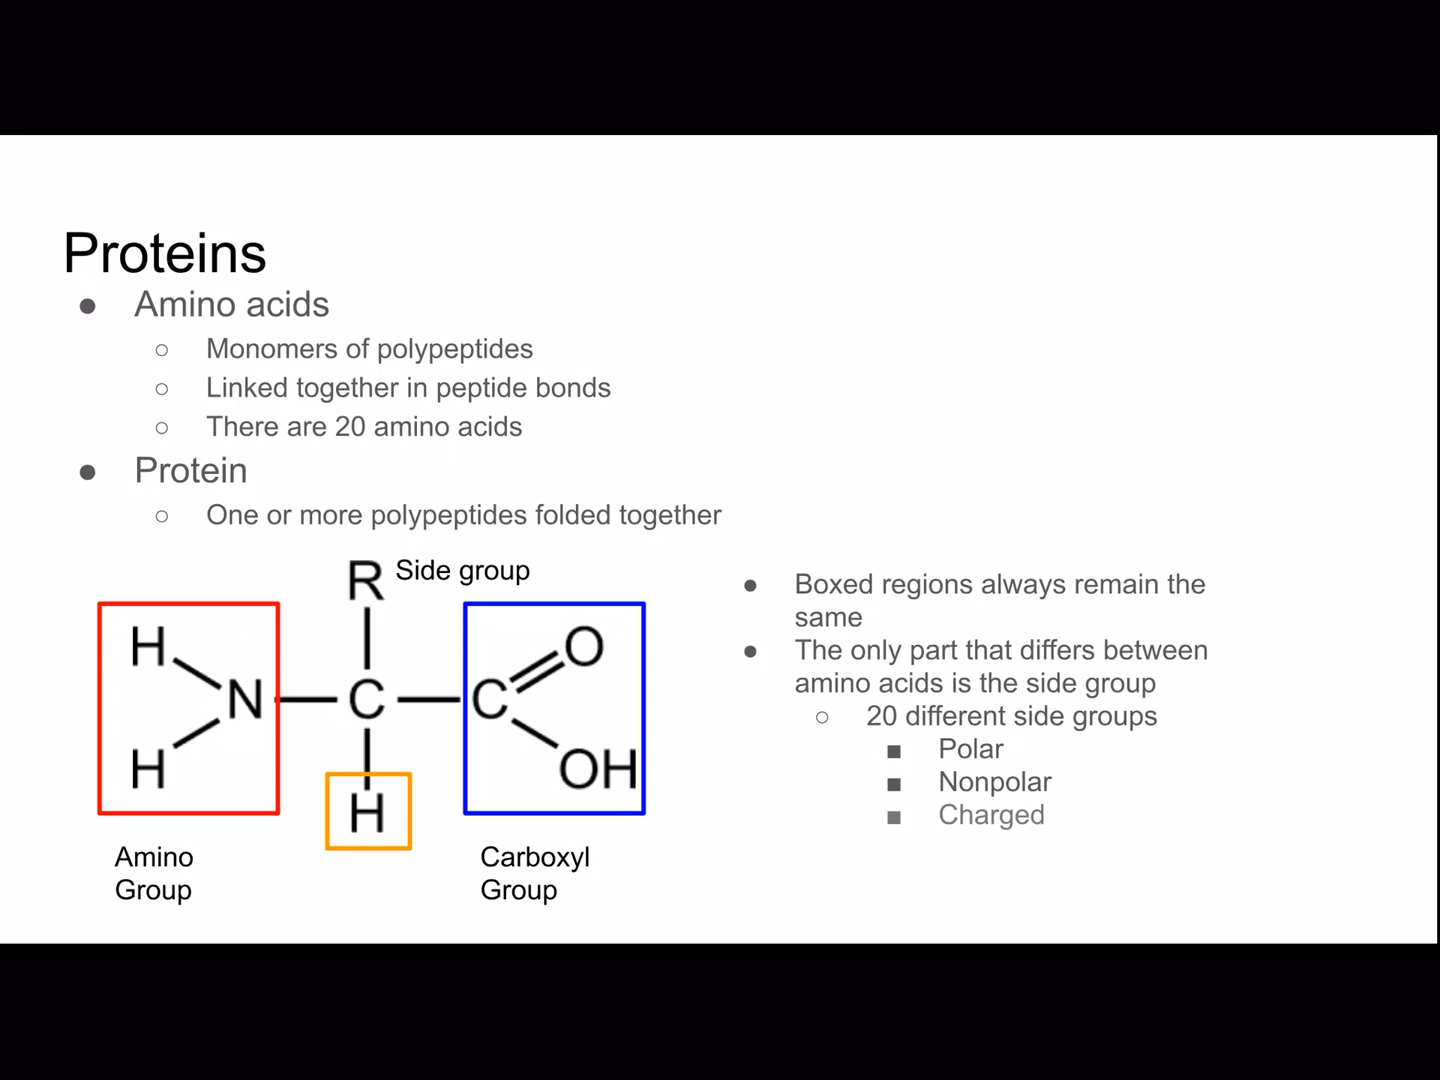 Proteins
● Amino acids
○ Monomers of polypeptides
○ Linked together in peptide bonds
○ There are 20 amino acids
● Protein
○ One or more polypeptides folded together
R Side group
H O
N C C
H OH
H
Amino
Group
Carboxyl
Group
● Boxed regions always remain the
same
● The only part that differs between
amino acids is the side group
○ 20 different side groups
■ Polar
■ Nonpolar
■ Charged